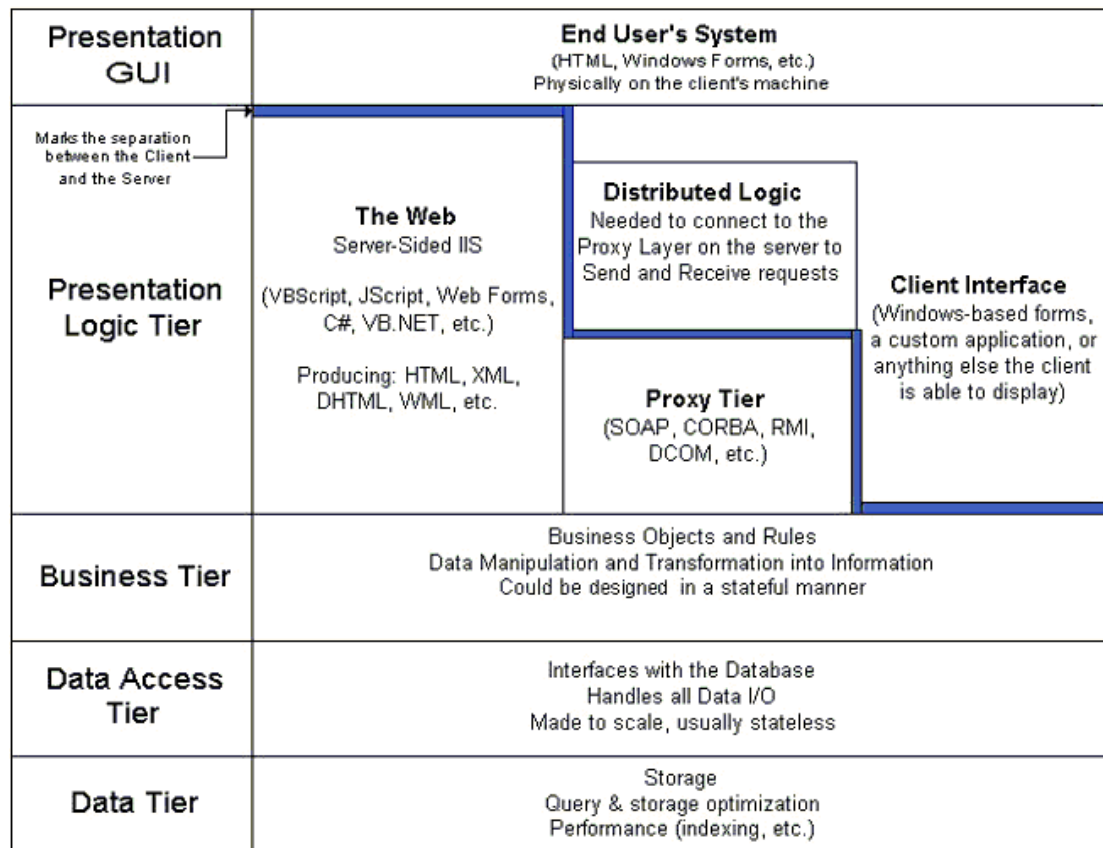 Presentation
GUI
End User's System
(HTML, Windows Forms, etc.)
Physically on the client's machine
Marks the separation
between the Client
and the Server
Presentation
Logic Tier
The Web
Server-Sided IIS
(VBScript, JScript, Web Forms,
C#, VB.NET, etc.)
Producing: HTML, XML,
DHTML, WML, etc.
Distributed Logic
Needed to connect to the
Proxy Layer on the server to
Send and Receive requests
Proxy Tier
(SOAP, CORBA, RMI,
DCOM, etc.)
Client Interface
(Windows-based forms,
a custom application, or
anything else the client
is able to display)
Business Tier
Business Objects and Rules
Data Manipulation and Transformation into Information
Could be designed in a stateful manner
Data Access
Tier
Interfaces with the Database
Handles all Data I/O
Made to scale, usually stateless
Data Tier
Storage
Query & storage optimization
Performance (indexing, etc.)